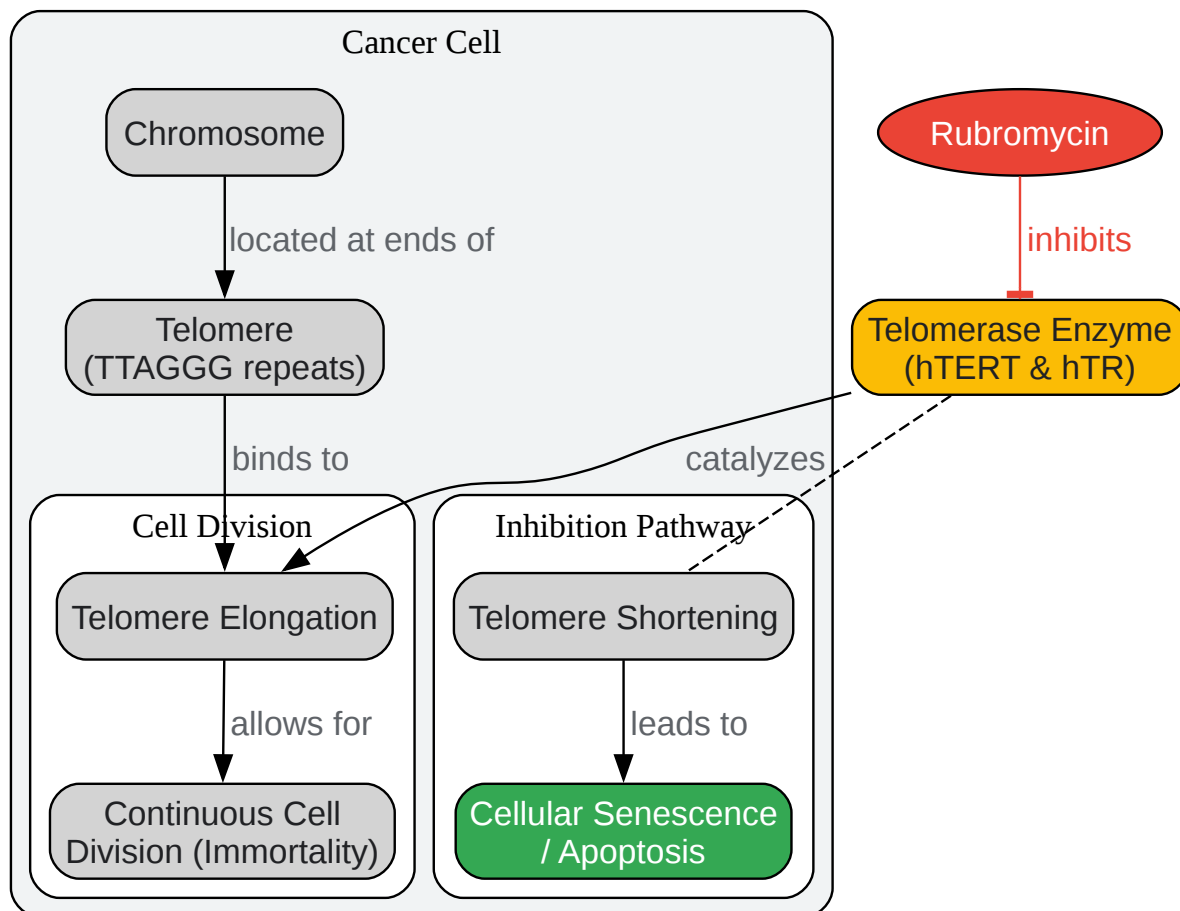 Cancer Cell
Chromosome
Rubromycin
located at ends of
inhibits
Telomere
(TTAGGG repeats)
Telomerase Enzyme
(hTERT & hTR)
binds to
catalyzes
Cell Division
Inhibition Pathway
Telomere Elongation
Telomere Shortening
allows for
leads to
Continuous Cell
Division (Immortality)
Cellular Senescence
/ Apoptosis